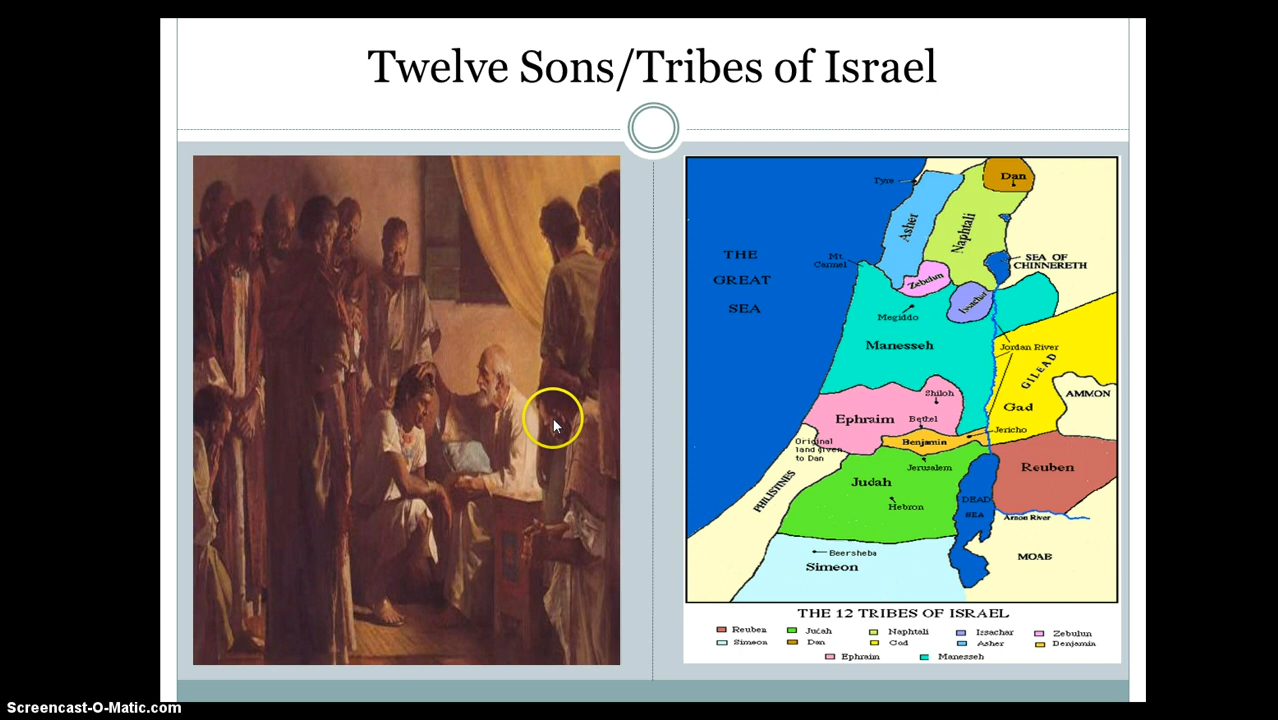 Twelve Sons/Tribes of Israel
Tyre
Dan
Asher
Naphtali
THE
GREAT
SEA
Mt.
Carmel
SEA OF
CHINNERETH
Zebulun
Issachar
Megiddo
Manesseh
Jordan River
GILEAD
AMMON
Shiloh
Gad
Ephraim
Bethel
Jericho
Benjamin
Original
land given
to Dan
Jerusalem
Reuben
Judah
PHILISTINES
Hebron
DEAD
SEA
Arnon River
Beersheba
MOAB
Simeon
THE 12 TRIBES OF ISRAEL
Reuben Judah Naphtali Issachar Zebulun
Simeon Dan Gad Asher Benjamin
Ephraim Manesseh
Screencast-O-Matic.com